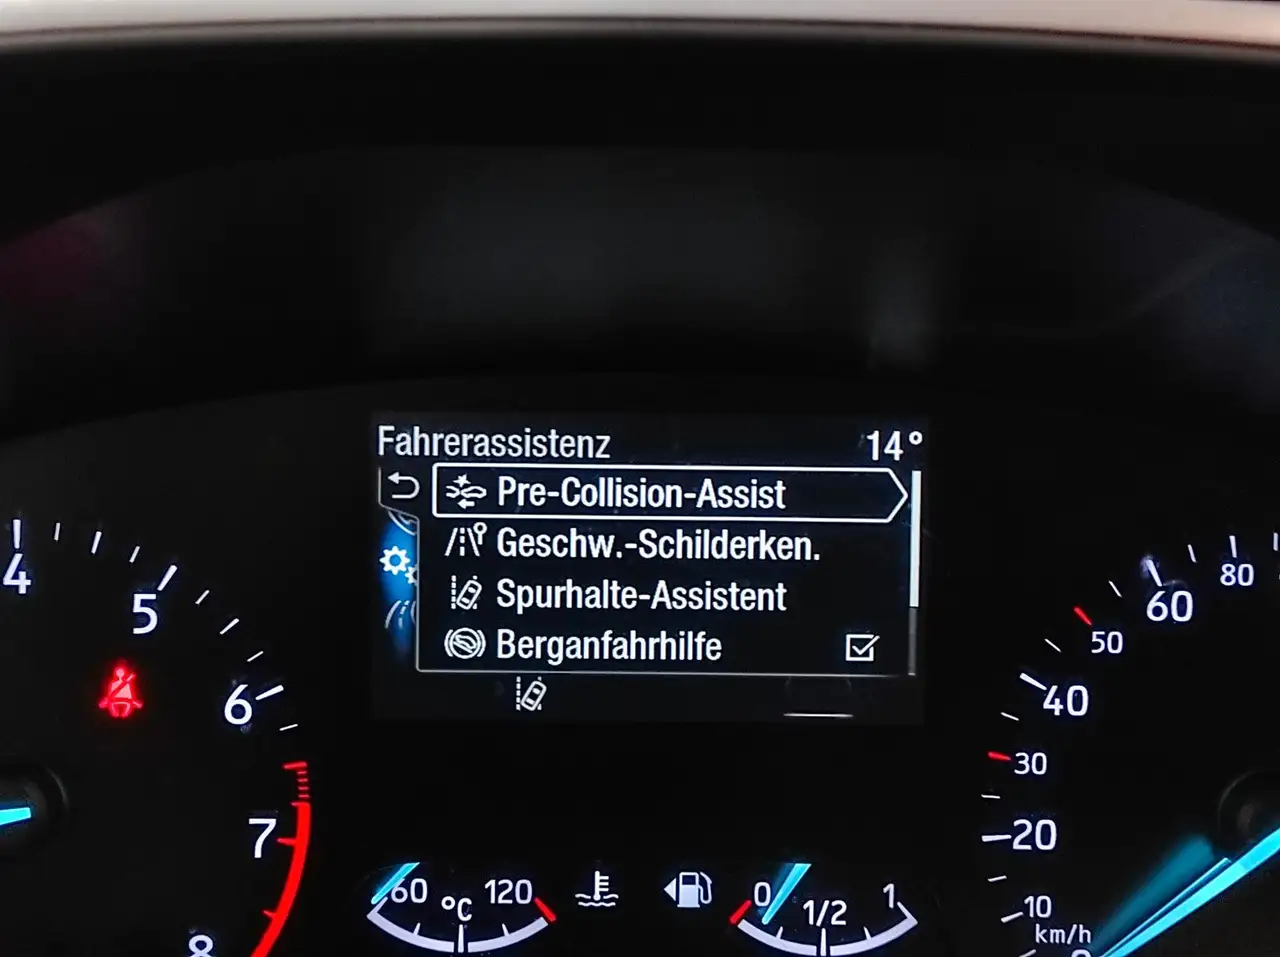 Fahrerassistenz 14°
Pre-Collision-Assist
Geschw.-Schilderken.
Spurhalte-Assistent
Berganfahrhilfe
4
5
6
7
8
60 °C 120
0 1/2 1
80
60
50
40
30
20
10
km/h